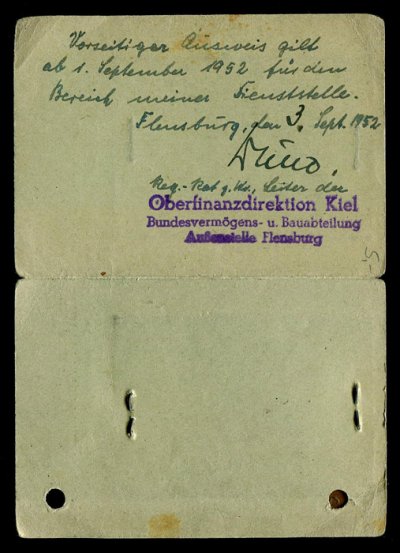 Vorseitiger Ausweis gilt
ab 1. September 1952 für den
Bereich meiner Dienststelle.
Flensburg, den 3. Sept. 1952
Reg.-Rat z. Wv., Leiter der
Oberfinanzdirektion Kiel
Bundesvermögens- u. Bauabteilung
Außenstelle Flensburg